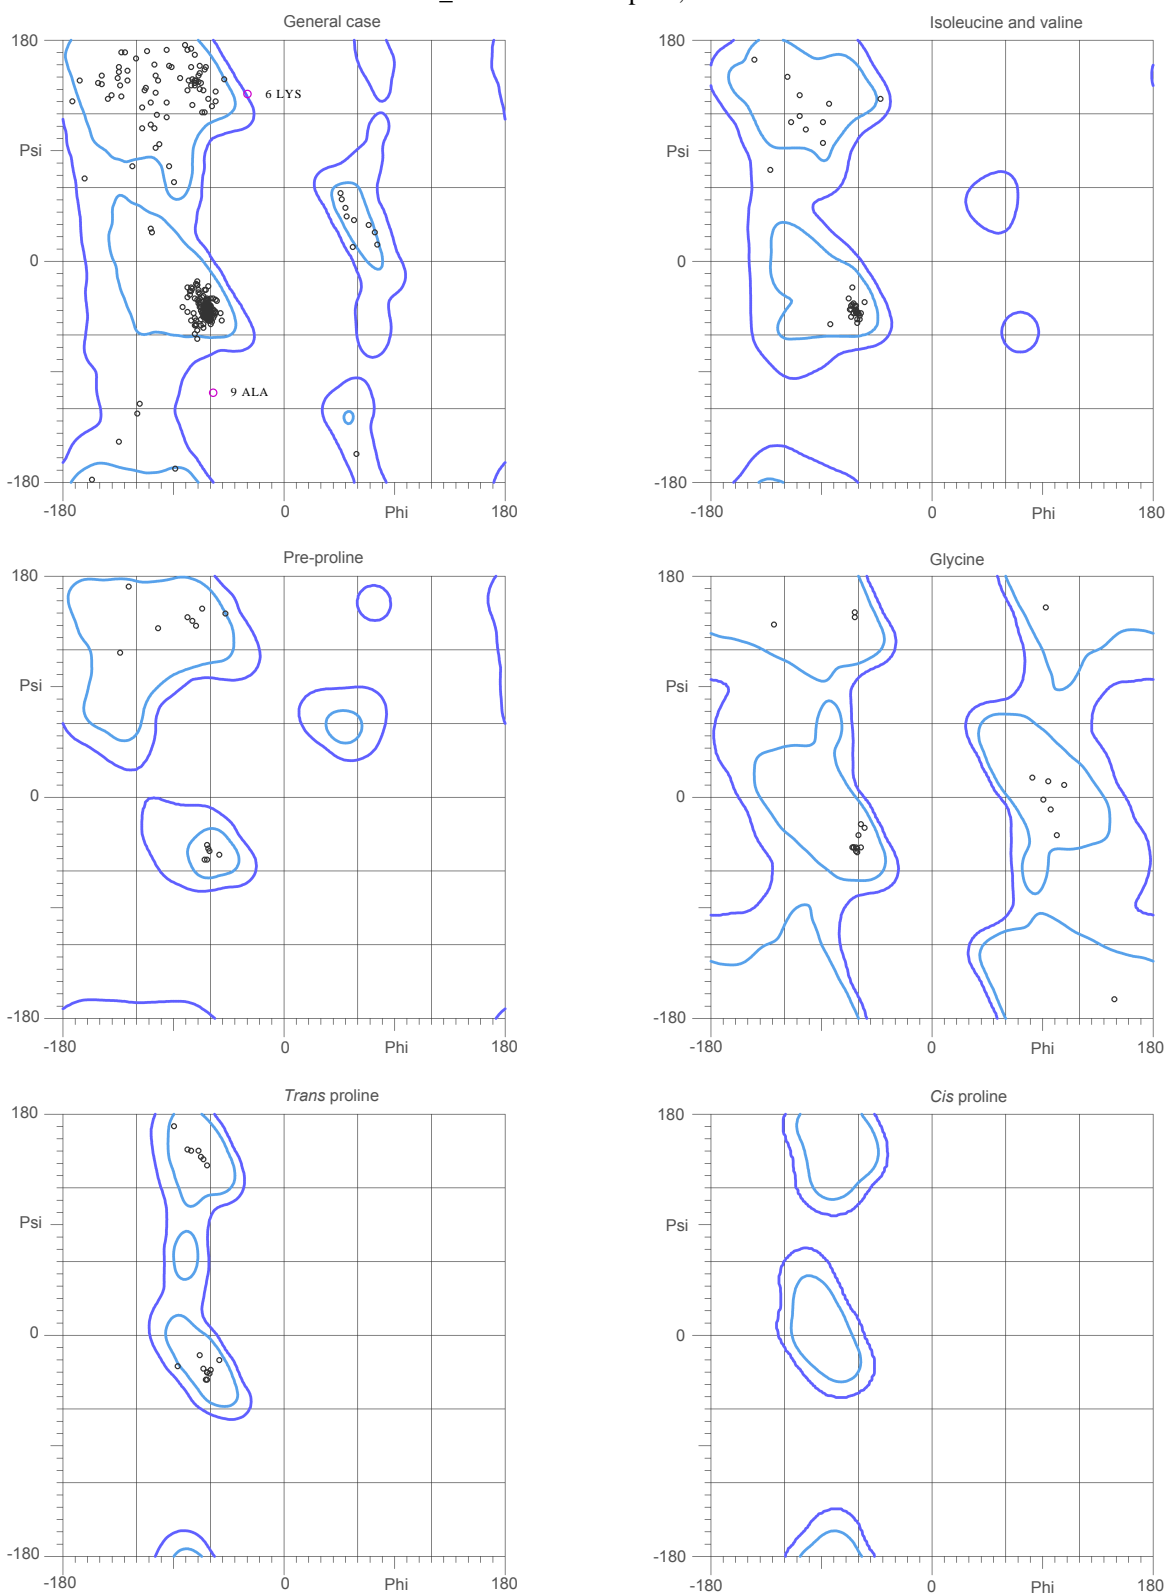 General case
Isoleucine and valine
180
180
6 LYS
Psi
Psi
0
0
9 ALA
-180
-180
-180
0
Phi
180
-180
0
Phi
180
Pre-proline
Glycine
180
180
Psi
Psi
0
0
-180
-180
-180
0
Phi
180
-180
0
Phi
180
Trans proline
Cis proline
180
180
Psi
Psi
0
0
-180
-180
-180
0
Phi
180
-180
0
Phi
180